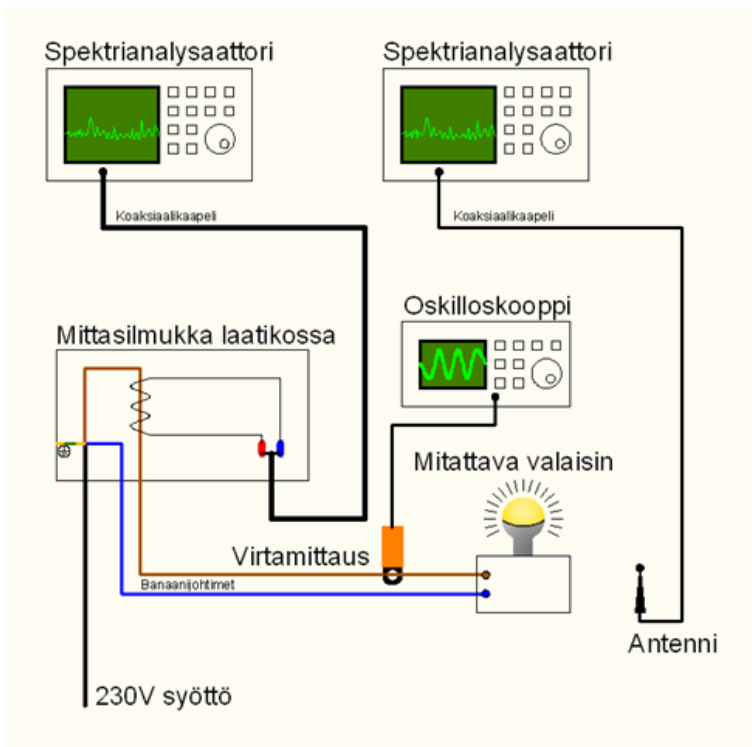 Spektrianalysaattori
Spektrianalysaattori
Koaksiaalikaapeli
Koaksiaalikaapeli
Oskilloskooppi
Mittasilmukka laatikossa
Mitattava valaisin
Virtamittaus
Banaanijohtimet
Antenni
230V syöttö